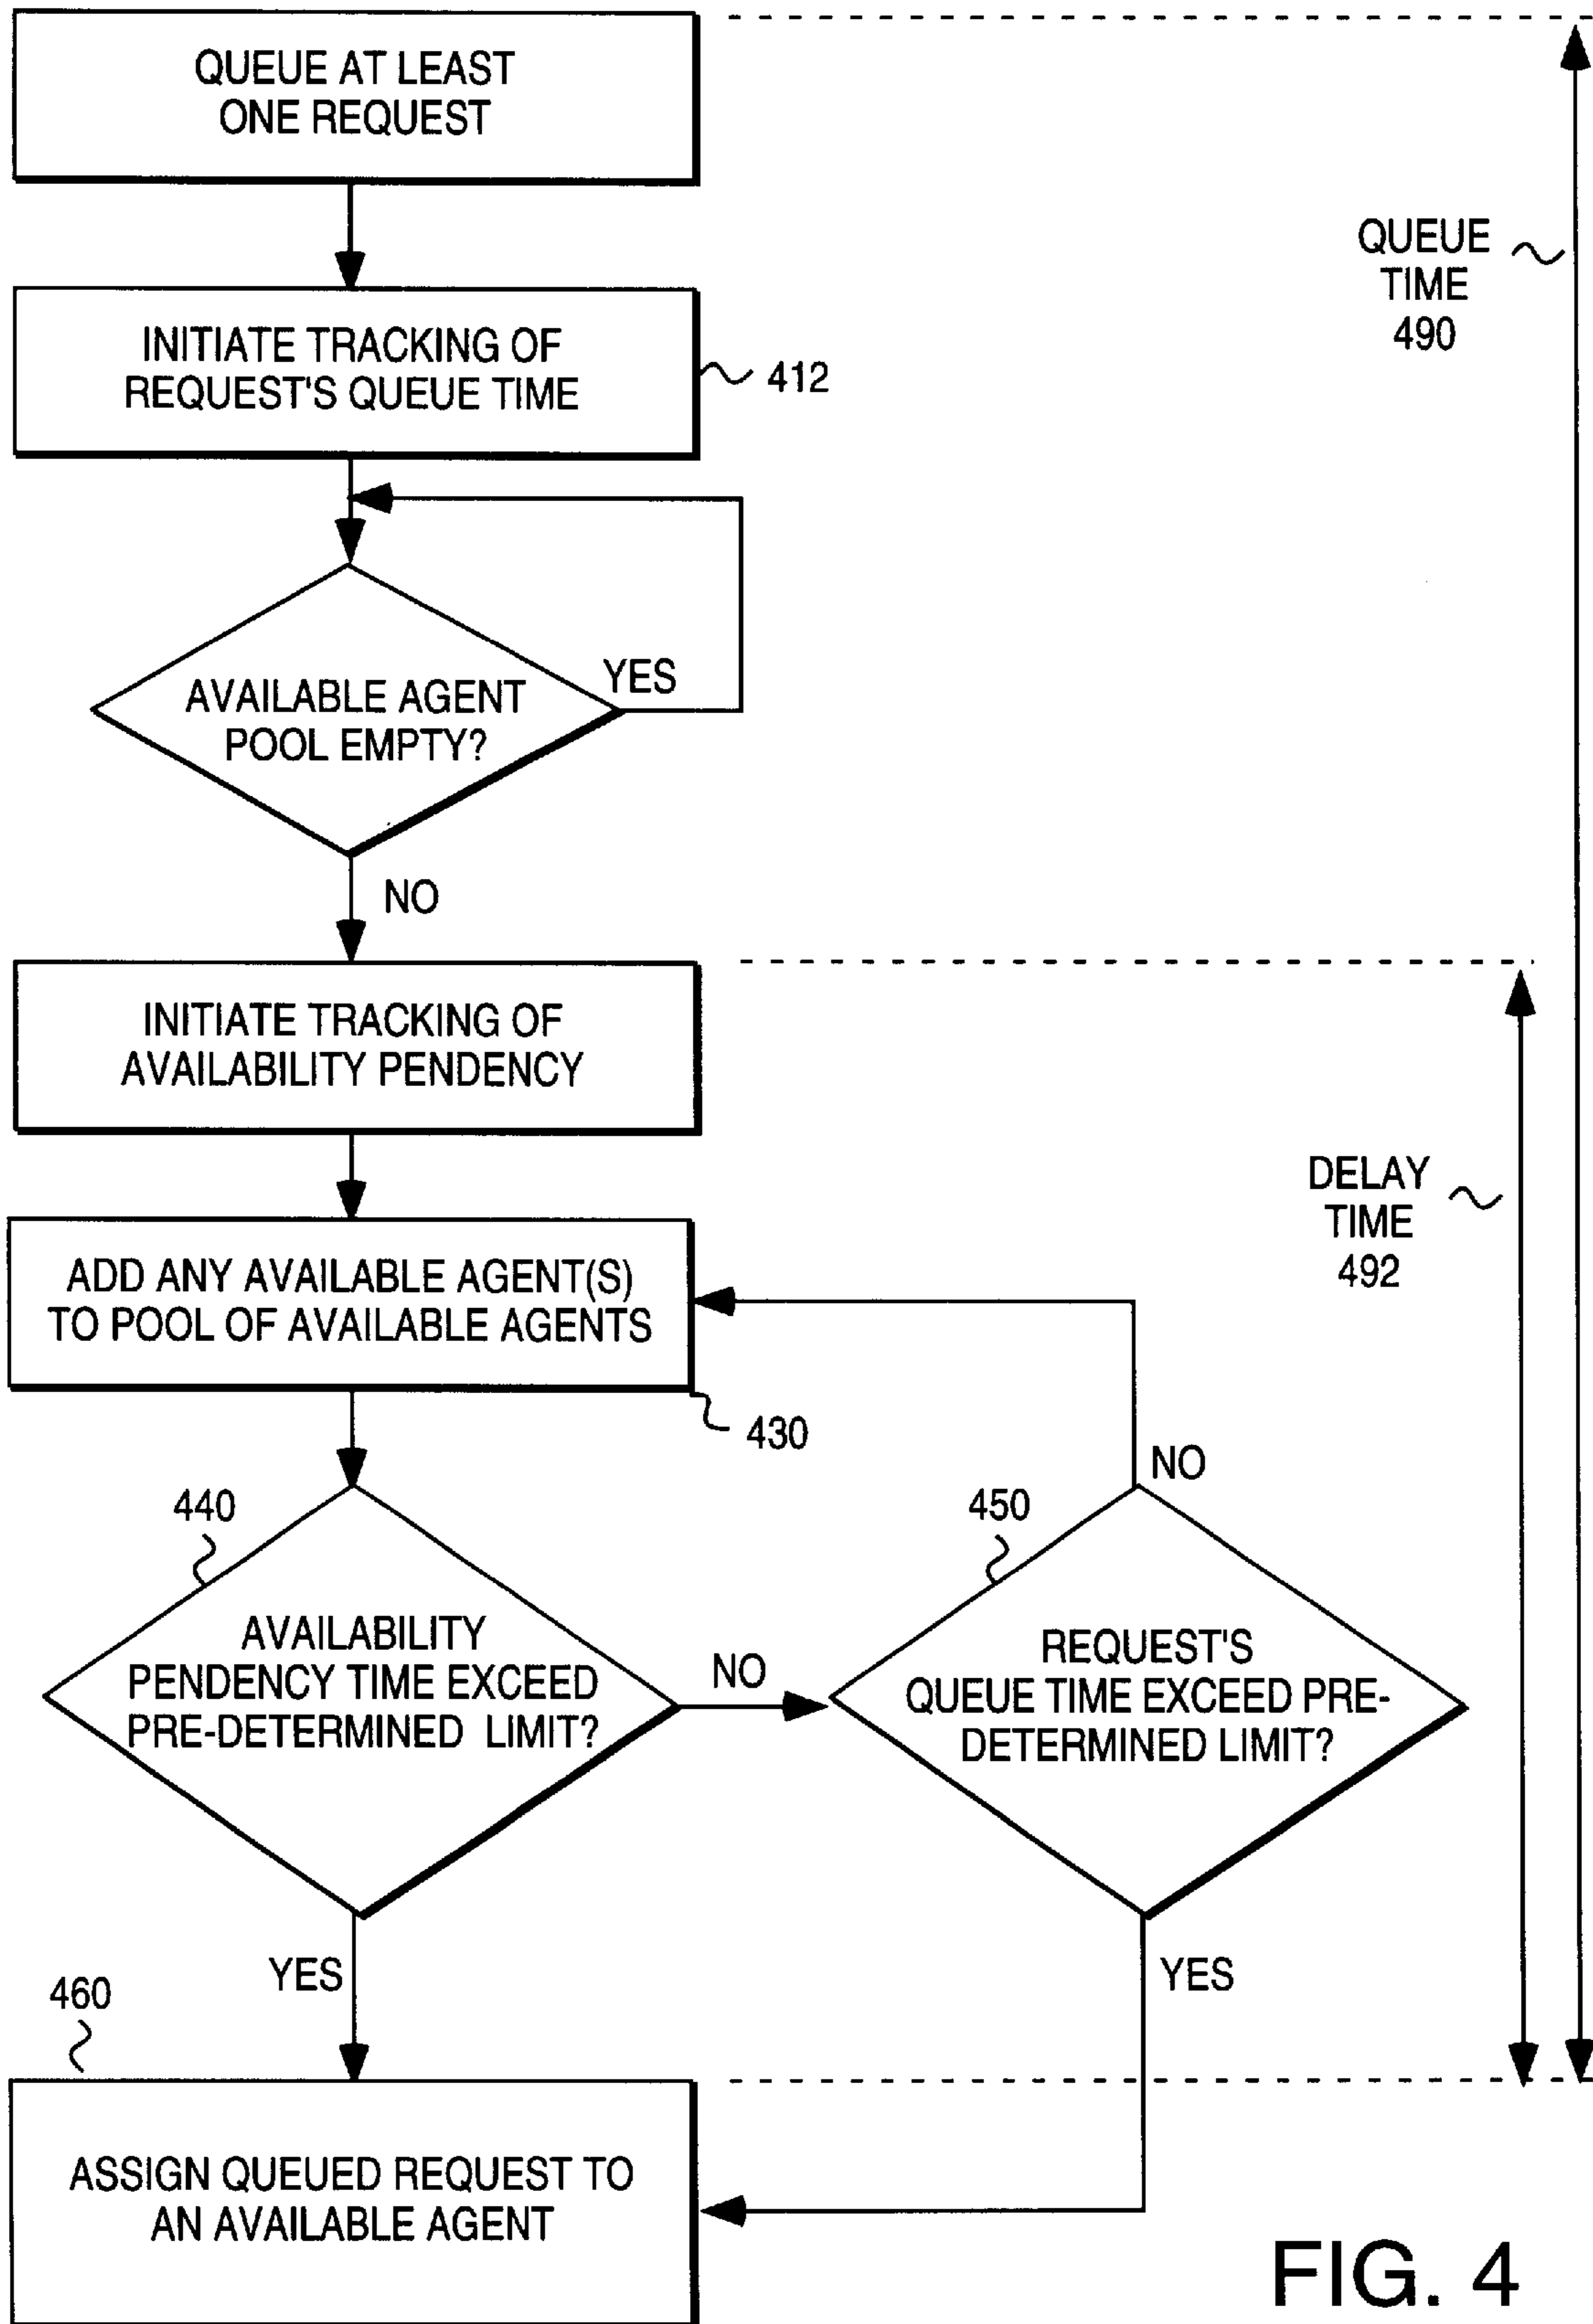 QUEUE AT LEAST
ONE REQUEST
QUEUE
TIME
490
INITIATE TRACKING OF
REQUEST'S QUEUE TIME
412
YES
AVAILABLE AGENT
POOL EMPTY?
NO
INITIATE TRACKING OF
AVAILABILITY PENDENCY
DELAY
TIME
492
ADD ANY AVAILABLE AGENT(S)
TO POOL OF AVAILABLE AGENTS
430
NO
440
450
AVAILABILITY
PENDENCY TIME EXCEED
PRE-DETERMINED LIMIT?
NO
REQUEST'S
QUEUE TIME EXCEED PRE-
DETERMINED LIMIT?
YES
YES
460
ASSIGN QUEUED REQUEST TO
AN AVAILABLE AGENT
FIG. 4